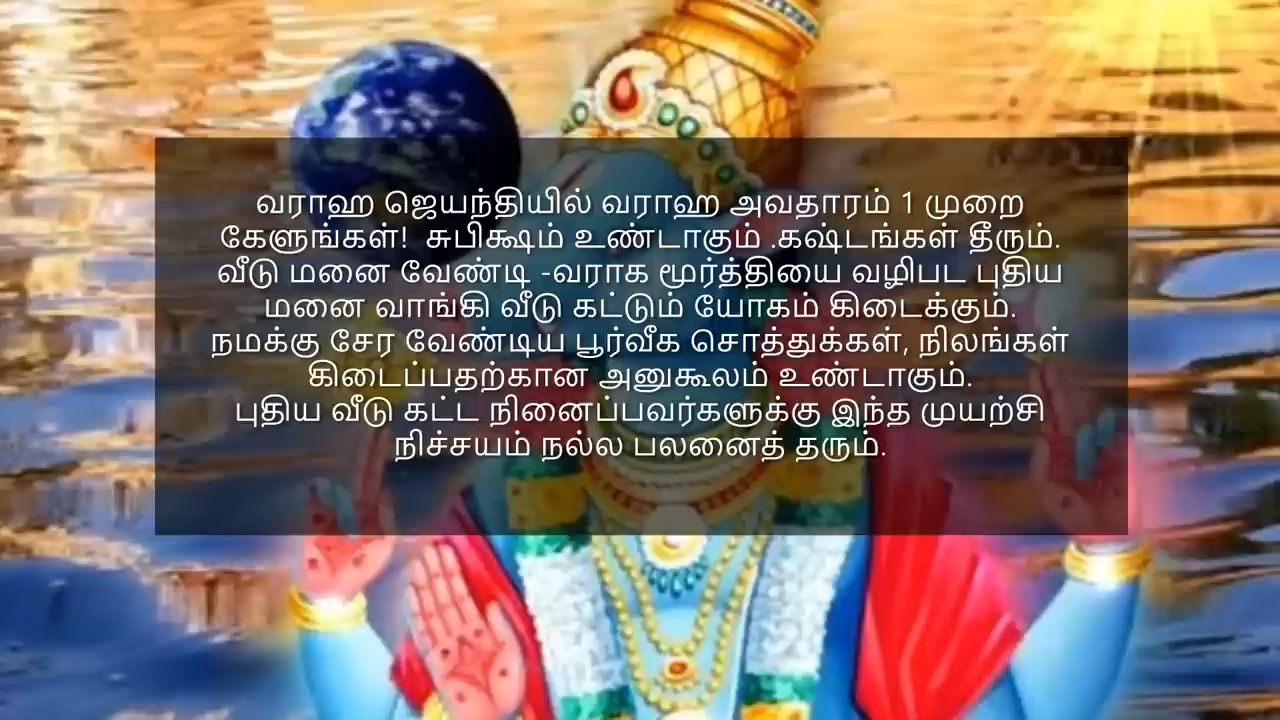 வராஹ ஜெயந்தியில் வராஹ அவதாரம் 1 முறை
கேளுங்கள்!  சுபிக்ஷம் உண்டாகும் .கஷ்டங்கள் தீரும்.
வீடு மனை வேண்டி -வராக மூர்த்தியை வழிபட புதிய
மனை வாங்கி வீடு கட்டும் யோகம் கிடைக்கும்.
நமக்கு சேர வேண்டிய பூர்வீக சொத்துக்கள், நிலங்கள்
கிடைப்பதற்கான அனுகூலம் உண்டாகும்.
புதிய வீடு கட்ட நினைப்பவர்களுக்கு இந்த முயற்சி
நிச்சயம் நல்ல பலனைத் தரும்.